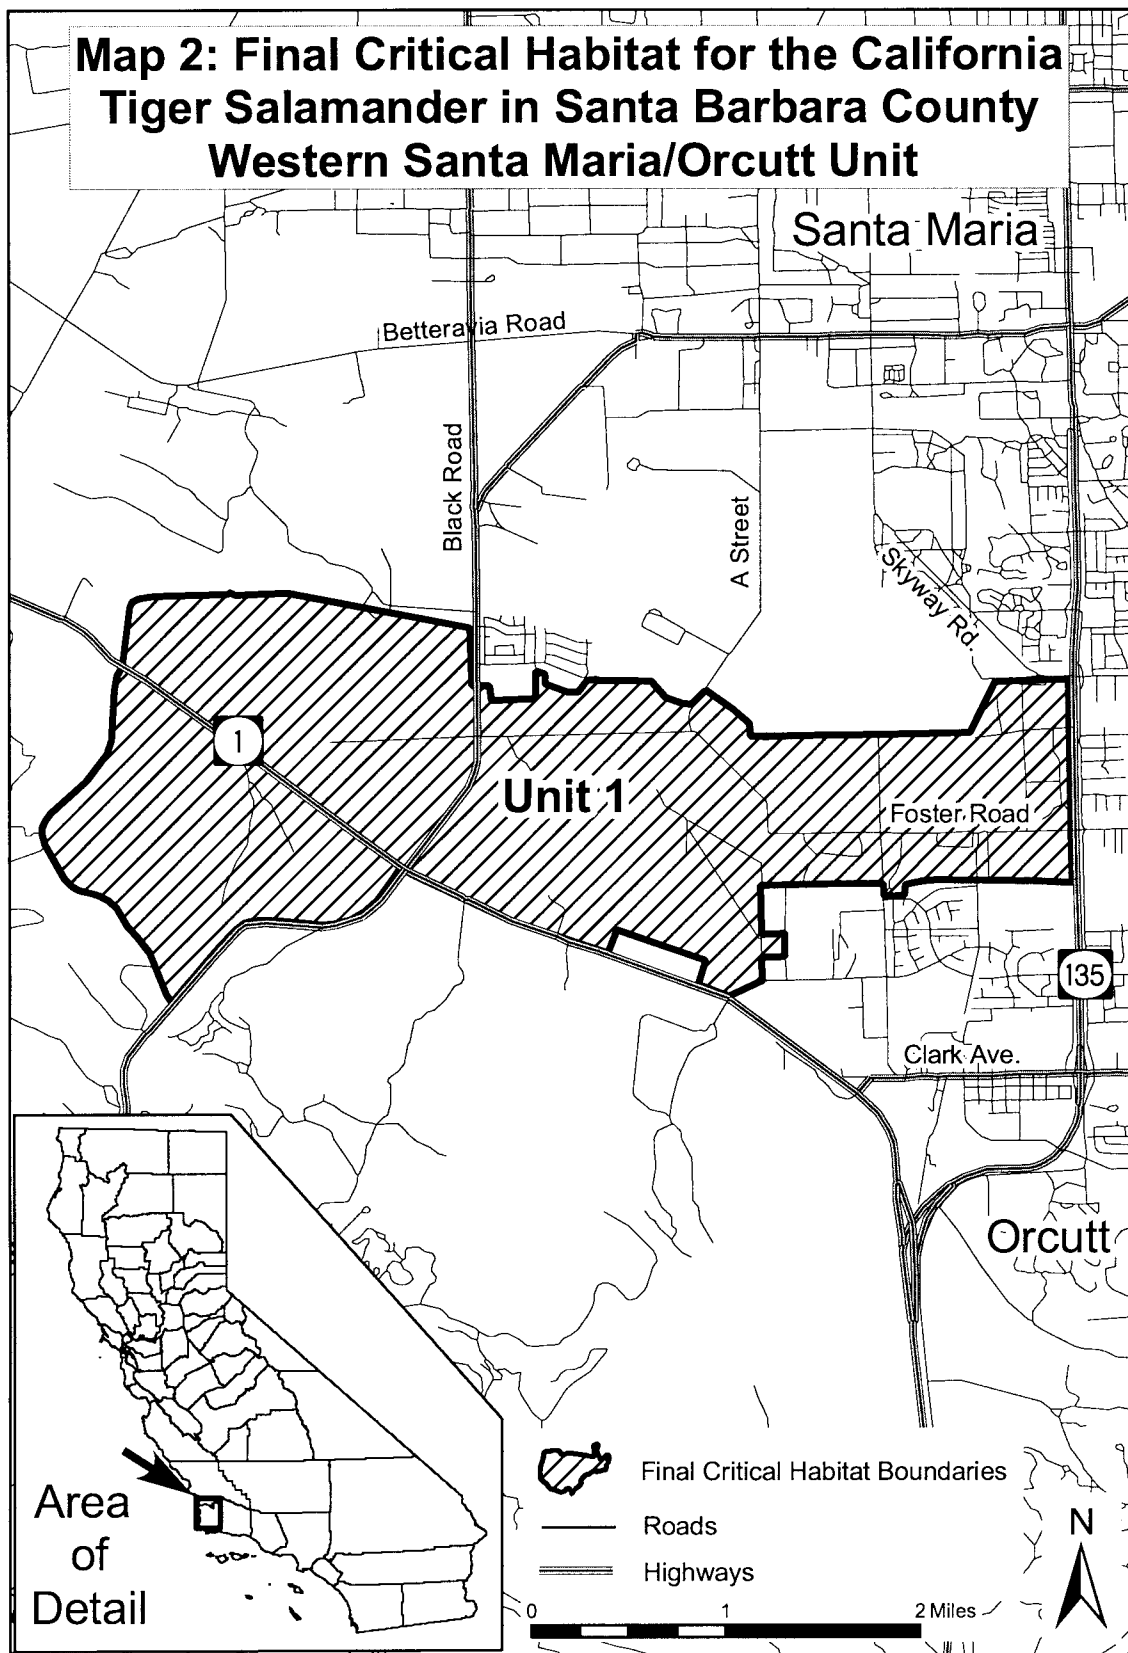 Map 2: Final Critical Habitat for the California
Tiger Salamander in Santa Barbara County
Western Santa Maria/Orcutt Unit
Santa Maria
Betteravia Road
Black Road
A Street
Skyway Rd.
1
Unit 1
Foster Road
135
Clark Ave.
Orcutt
Area
of
Detail
Final Critical Habitat Boundaries
Roads
Highways
N
0 1 2 Miles